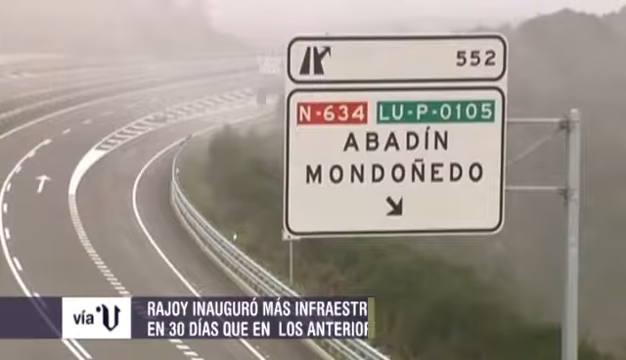 552
N-634 LU-P-0105
ABADÍN
MONDOÑEDO
vía U
RAJOY INAUGURÓ MÁS
EN 30 DÍAS QUE EN LOS